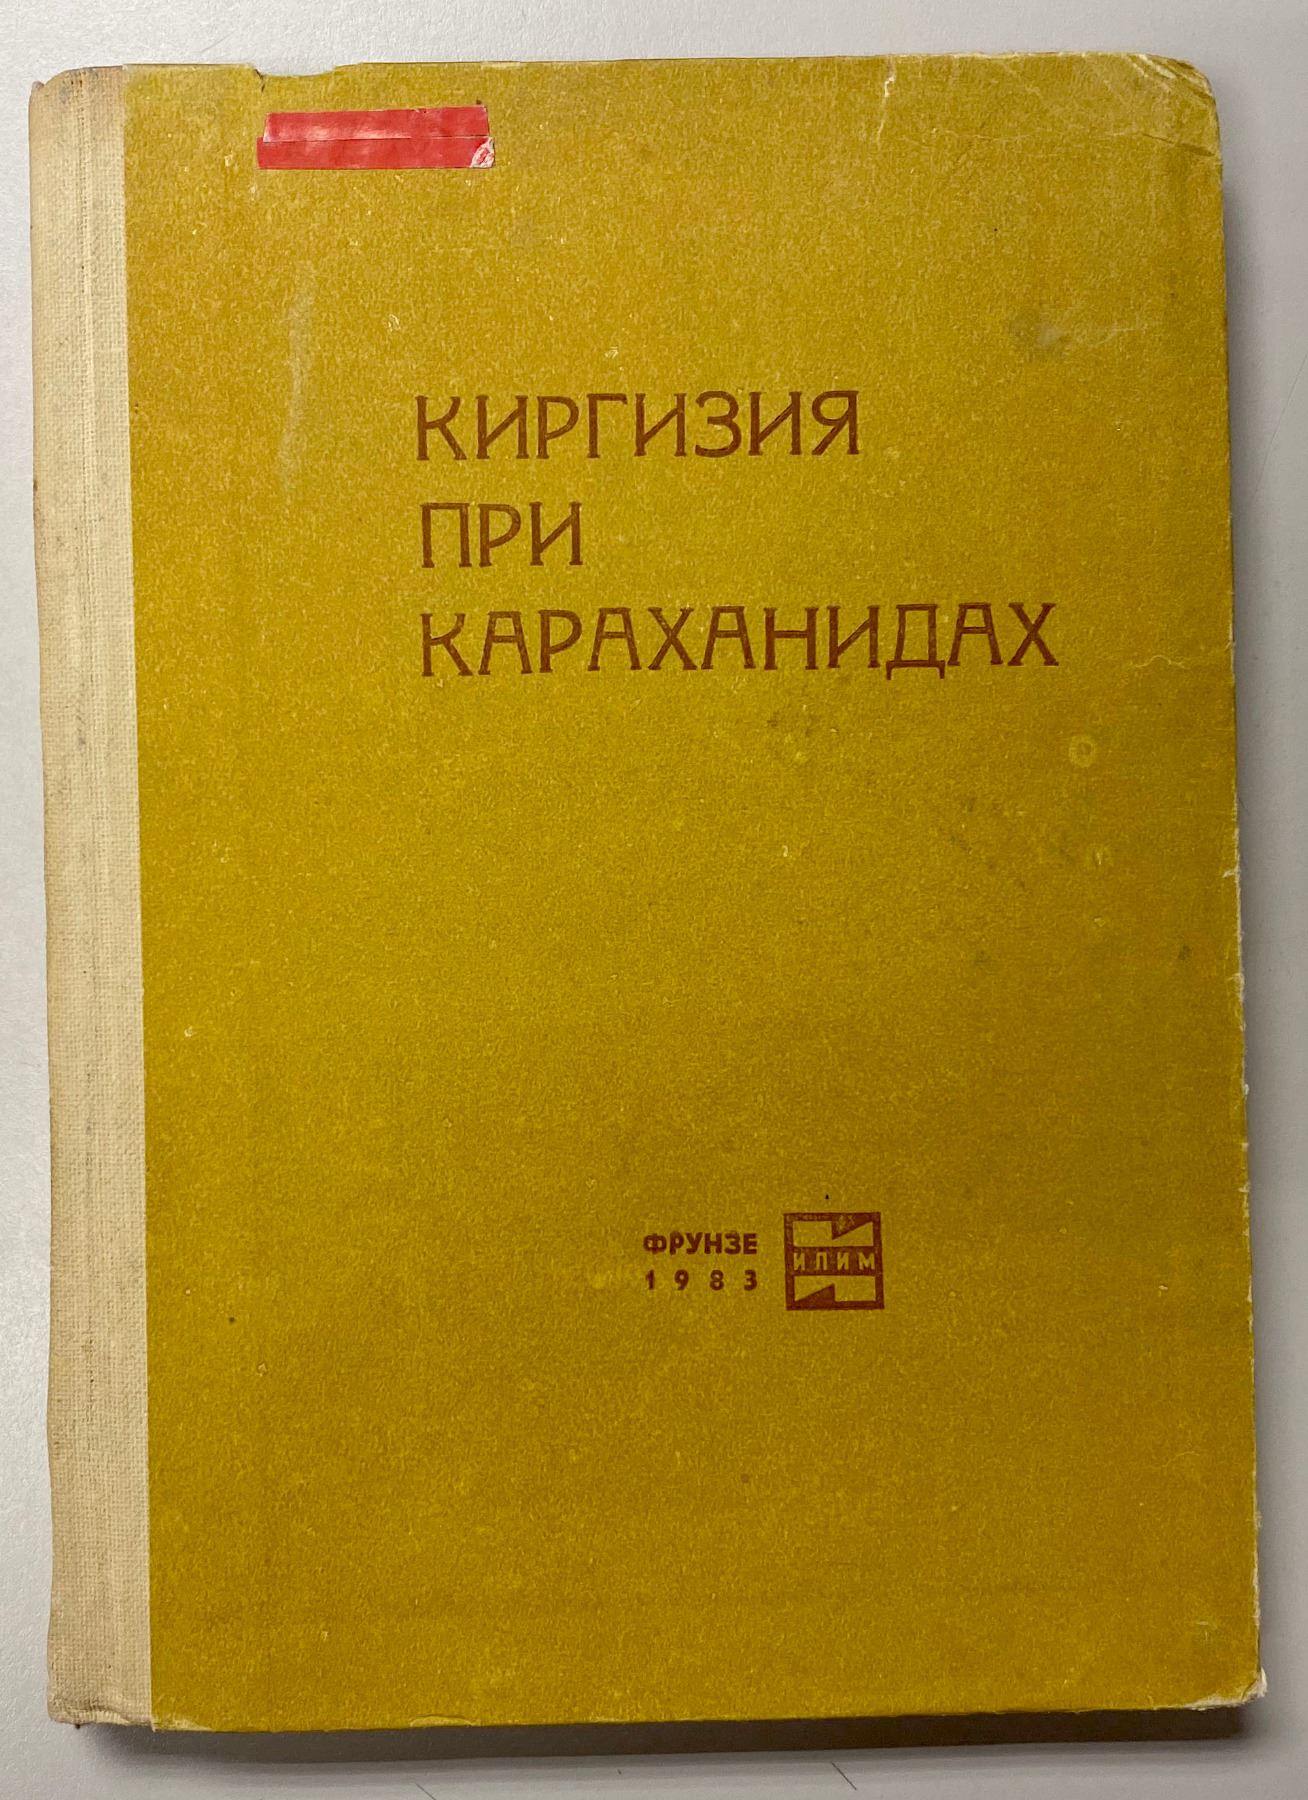 КИРГИЗИЯ
ПРИ
КАРАХАНИДАХ
ФРУНЗЕ
1983
ИЛИМ